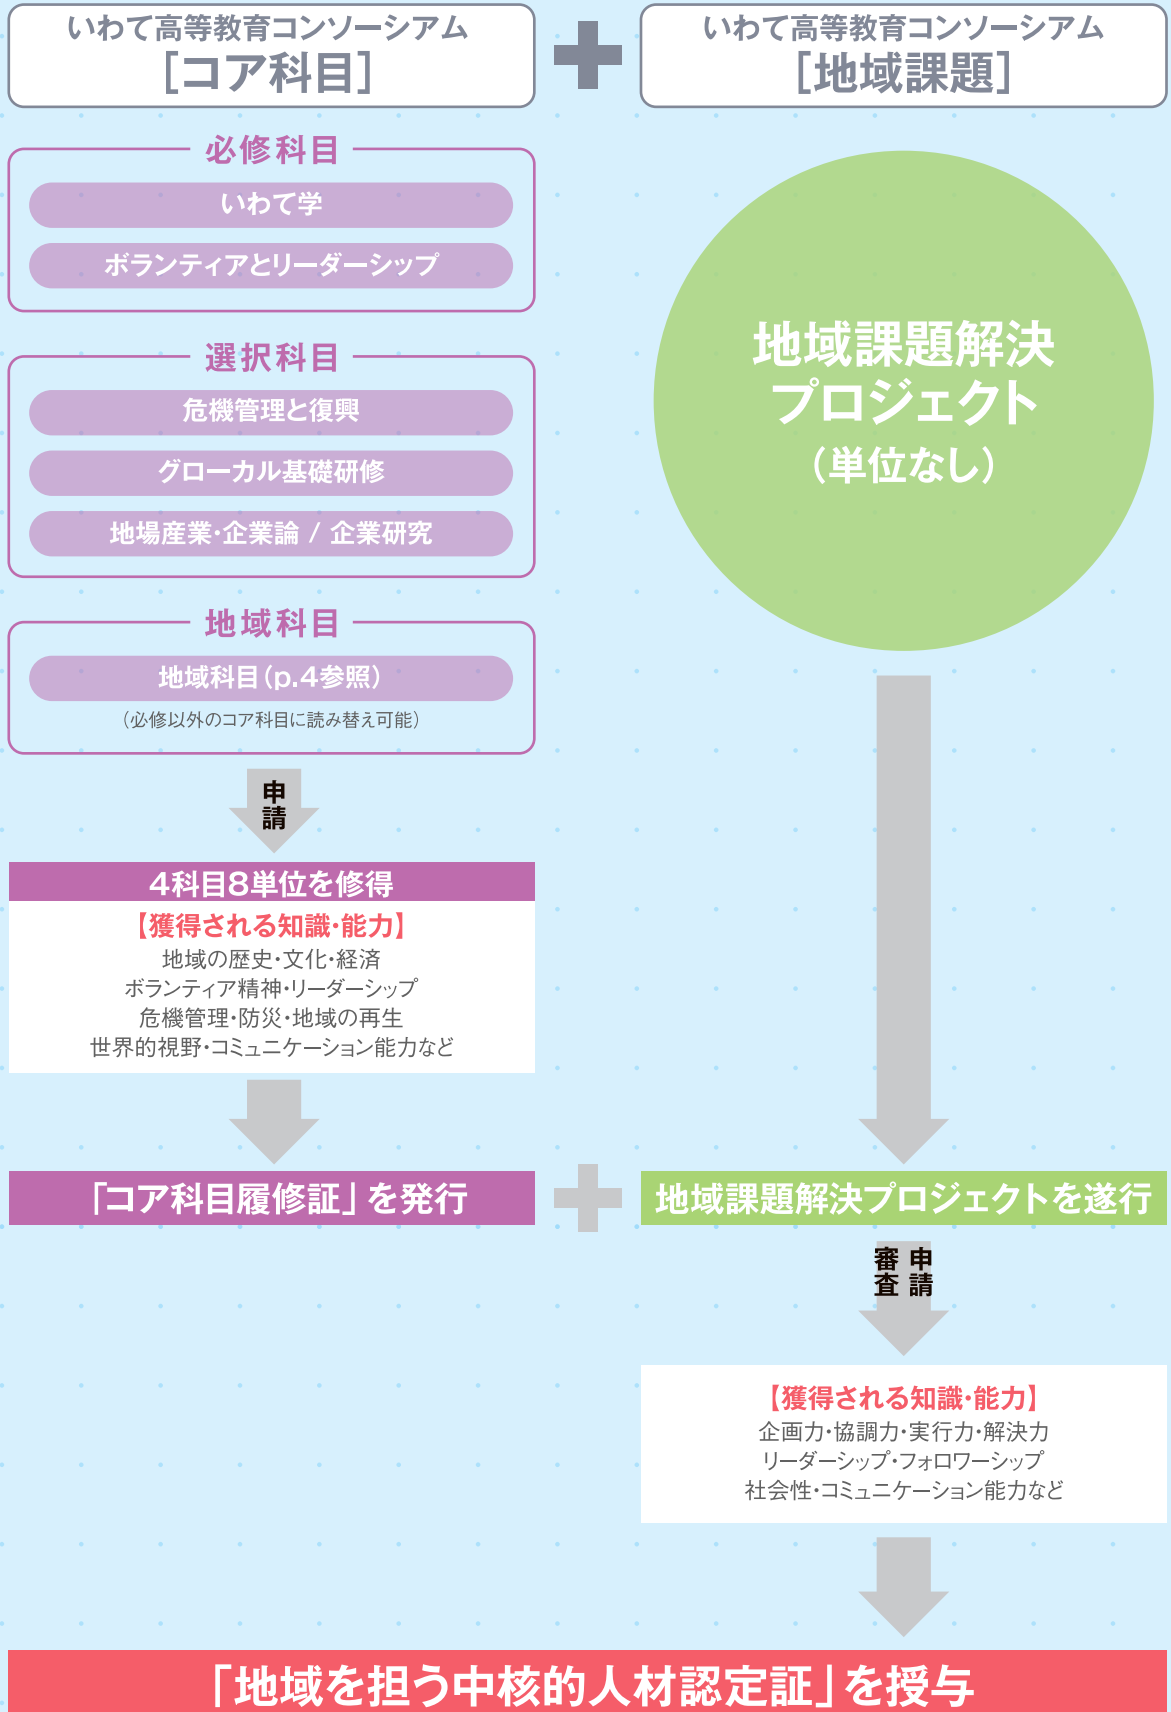 いわて高等教育コンソーシアム
[コア科目]
いわて高等教育コンソーシアム
[地域課題]
必修科目
いわて学
ボランティアとリーダーシップ
選択科目
危機管理と復興
グローカル基礎研修
地場産業・企業論 / 企業研究
地域科目
地域科目（p.4参照）
（必修以外のコア科目に読み替え可能）
申請
4科目8単位を修得
【獲得される知識・能力】
地域の歴史・文化・経済
ボランティア精神・リーダーシップ
危機管理・防災・地域の再生
世界的視野・コミュニケーション能力など
「コア科目履修証」を発行
地域課題解決
プロジェクト
（単位なし）
地域課題解決プロジェクトを遂行
申請
審査
【獲得される知識・能力】
企画力・協調力・実行力・解決力
リーダーシップ・フォロワーシップ
社会性・コミュニケーション能力など
「地域を担う中核的人材認定証」を授与